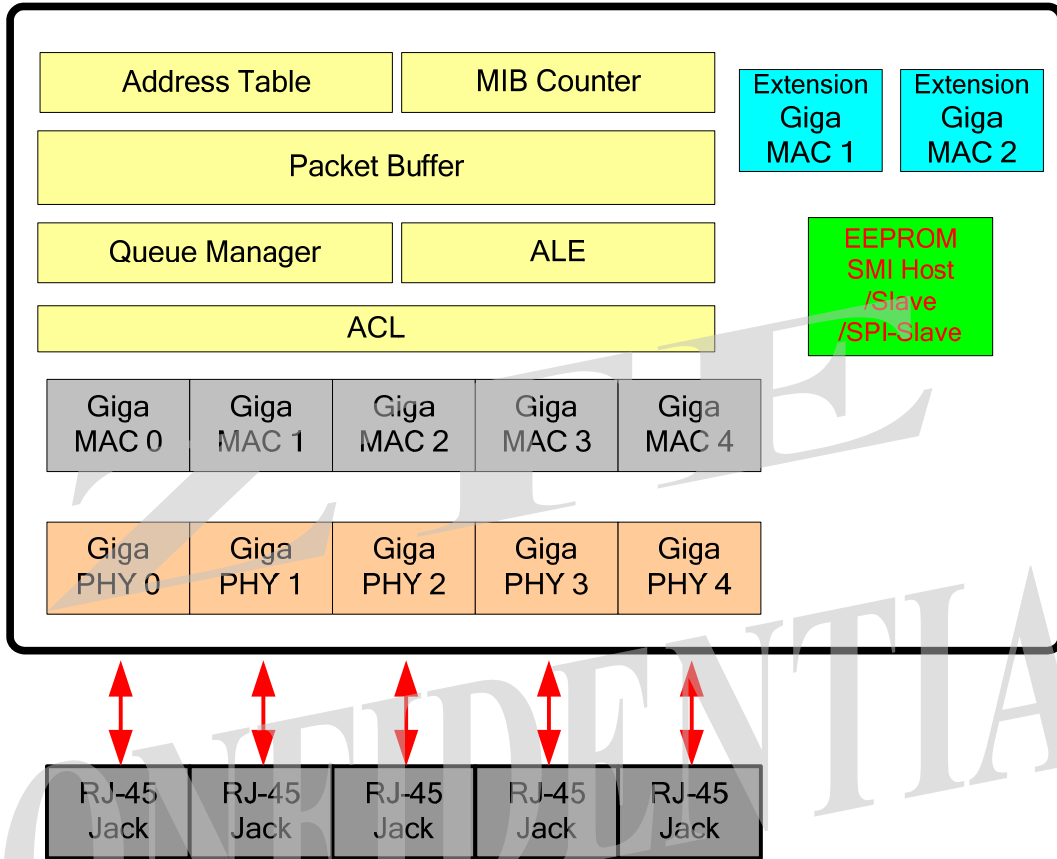 Address Table
MIB Counter
Extension
Giga
MAC 1
Extension
Giga
MAC 2
Packet Buffer
Queue Manager
ALE
EEPROM
SMI Host
/Slave
/SPI-Slave
ACL
Giga
MAC 0
Giga
MAC 1
Giga
MAC 2
Giga
MAC 3
Giga
MAC 4
Giga
PHY 0
Giga
PHY 1
Giga
PHY 2
Giga
PHY 3
Giga
PHY 4
RJ-45
Jack
RJ-45
Jack
RJ-45
Jack
RJ-45
Jack
RJ-45
Jack
ZTE
ONFIDENTIA